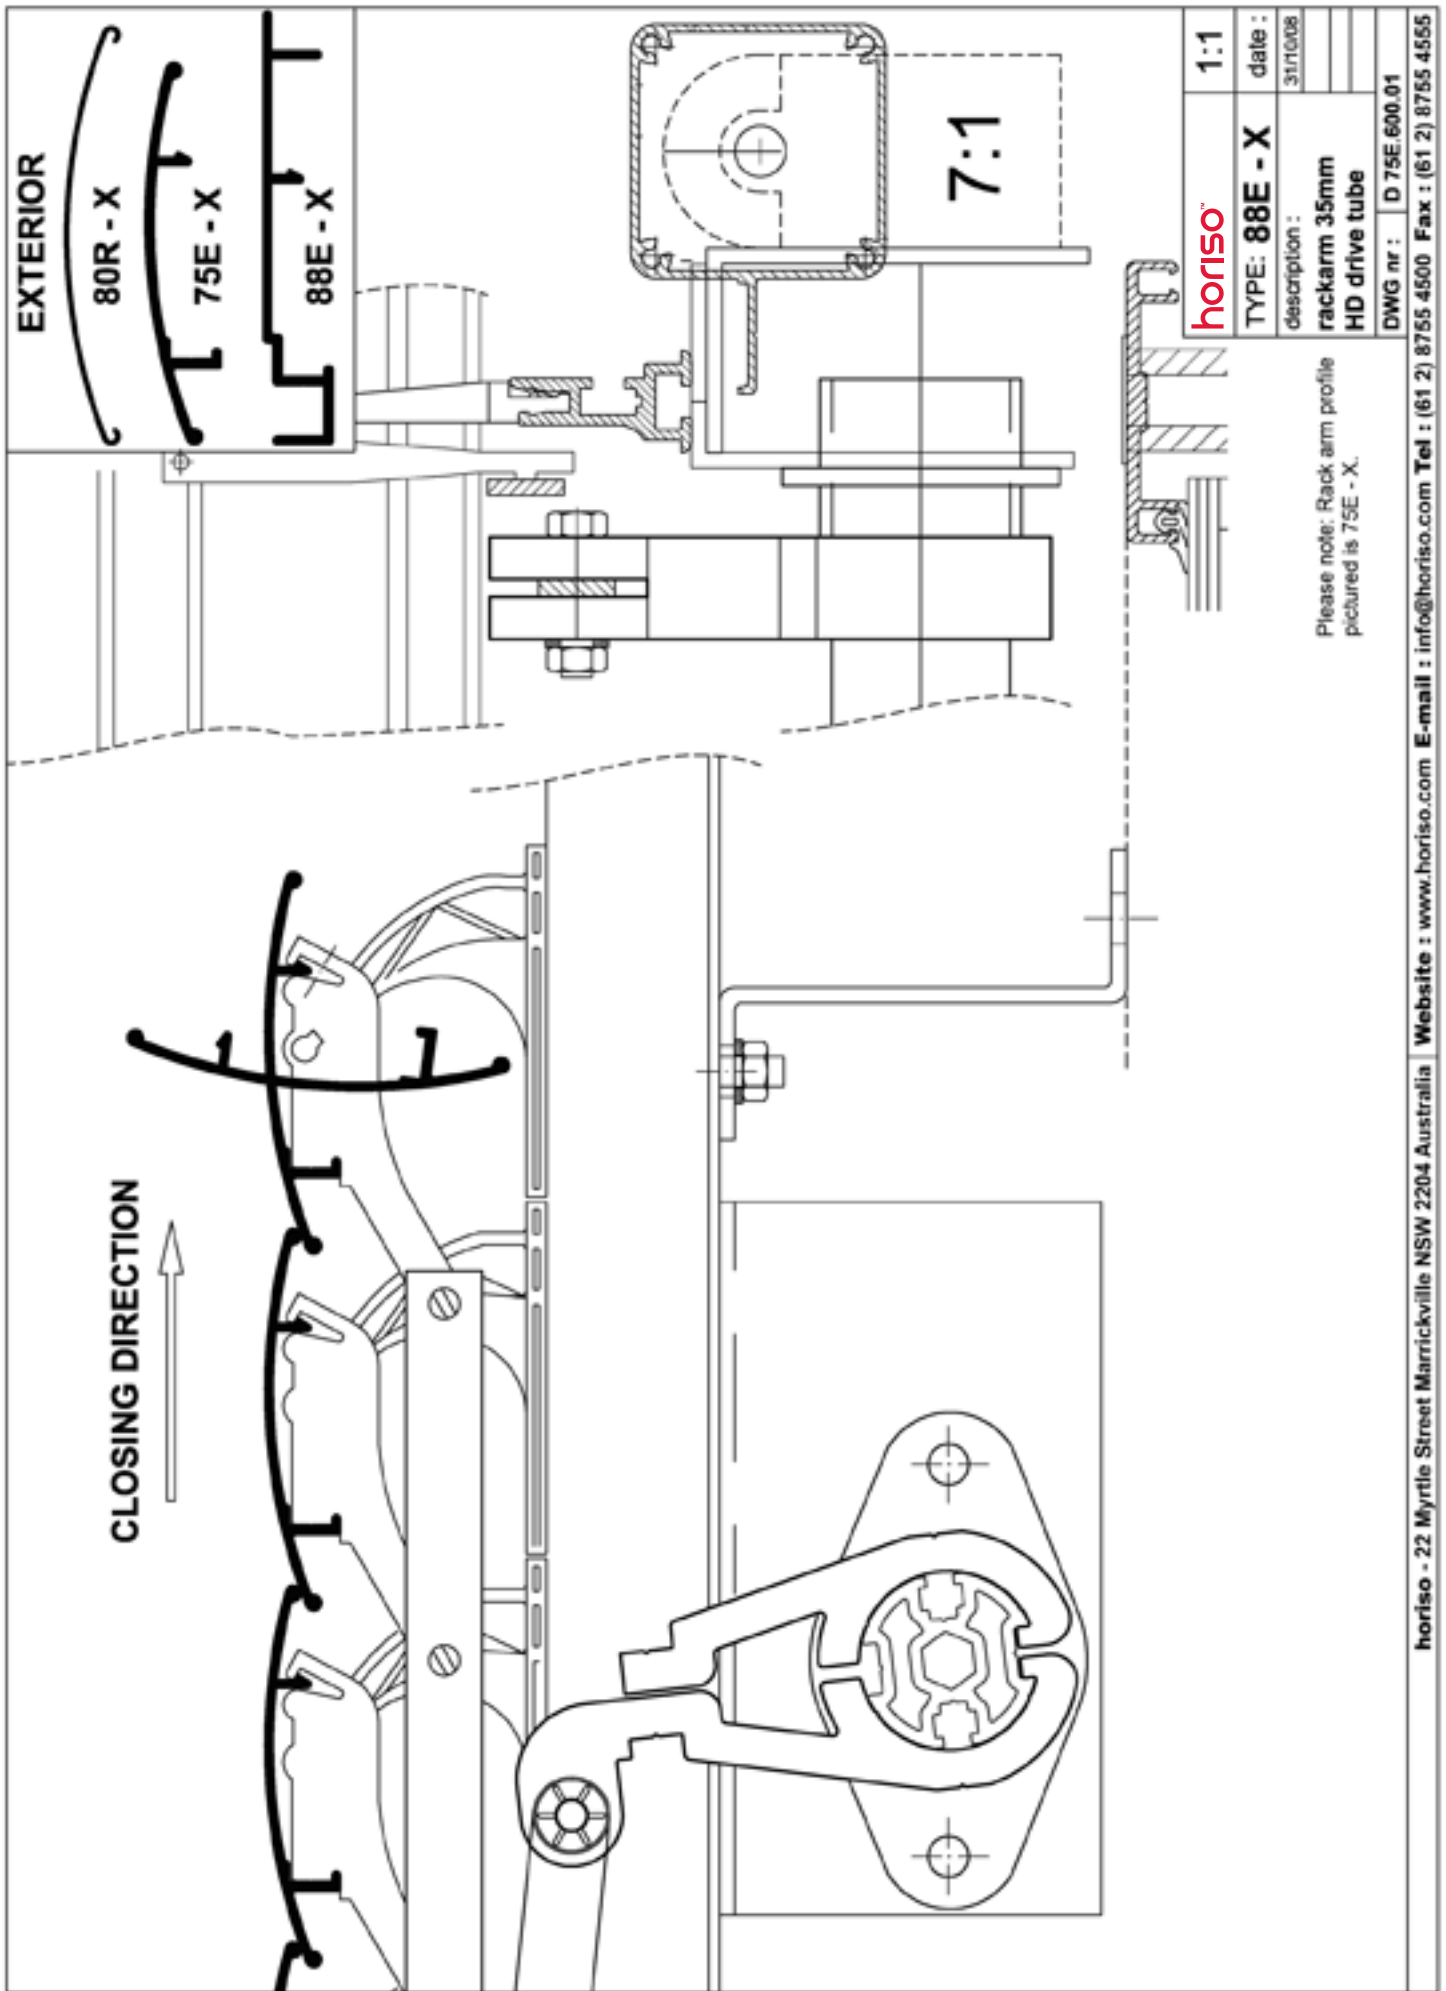 EXTERIOR
80R - X
75E - X
88E - X
CLOSING DIRECTION
7:1
horiso™
1:1
TYPE: 88E - X
date :
31/10/08
description :
rackarm 35mm
HD drive tube
DWG nr :
D 75E.600.01
Please note: Rack arm profile
pictured is 75E - X.
horiso - 22 Myrtle Street Marrickville NSW 2204 Australia
Website : www.horiso.com E-mail : info@horiso.com Tel : (61 2) 8755 4500 Fax : (61 2) 8755 4555